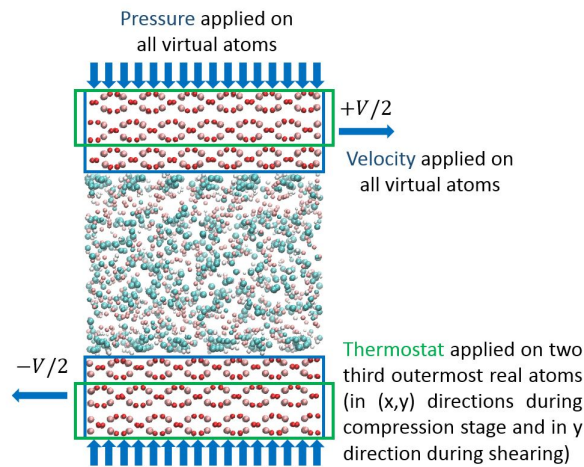 Pressure applied on
all virtual atoms
+V/2
Velocity applied on
all virtual atoms
−V/2
Thermostat applied on two
third outermost real atoms
(in (x,y) directions during
compression stage and in y
direction during shearing)